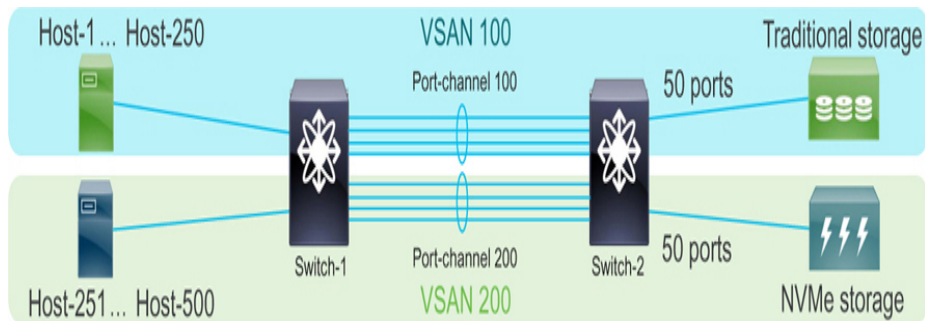 Host-1 ... Host-250
VSAN 100
Traditional storage
Port-channel 100
50 ports
Switch-1
Port-channel 200
Switch-2
50 ports
Host-251... Host-500
VSAN 200
NVMe storage